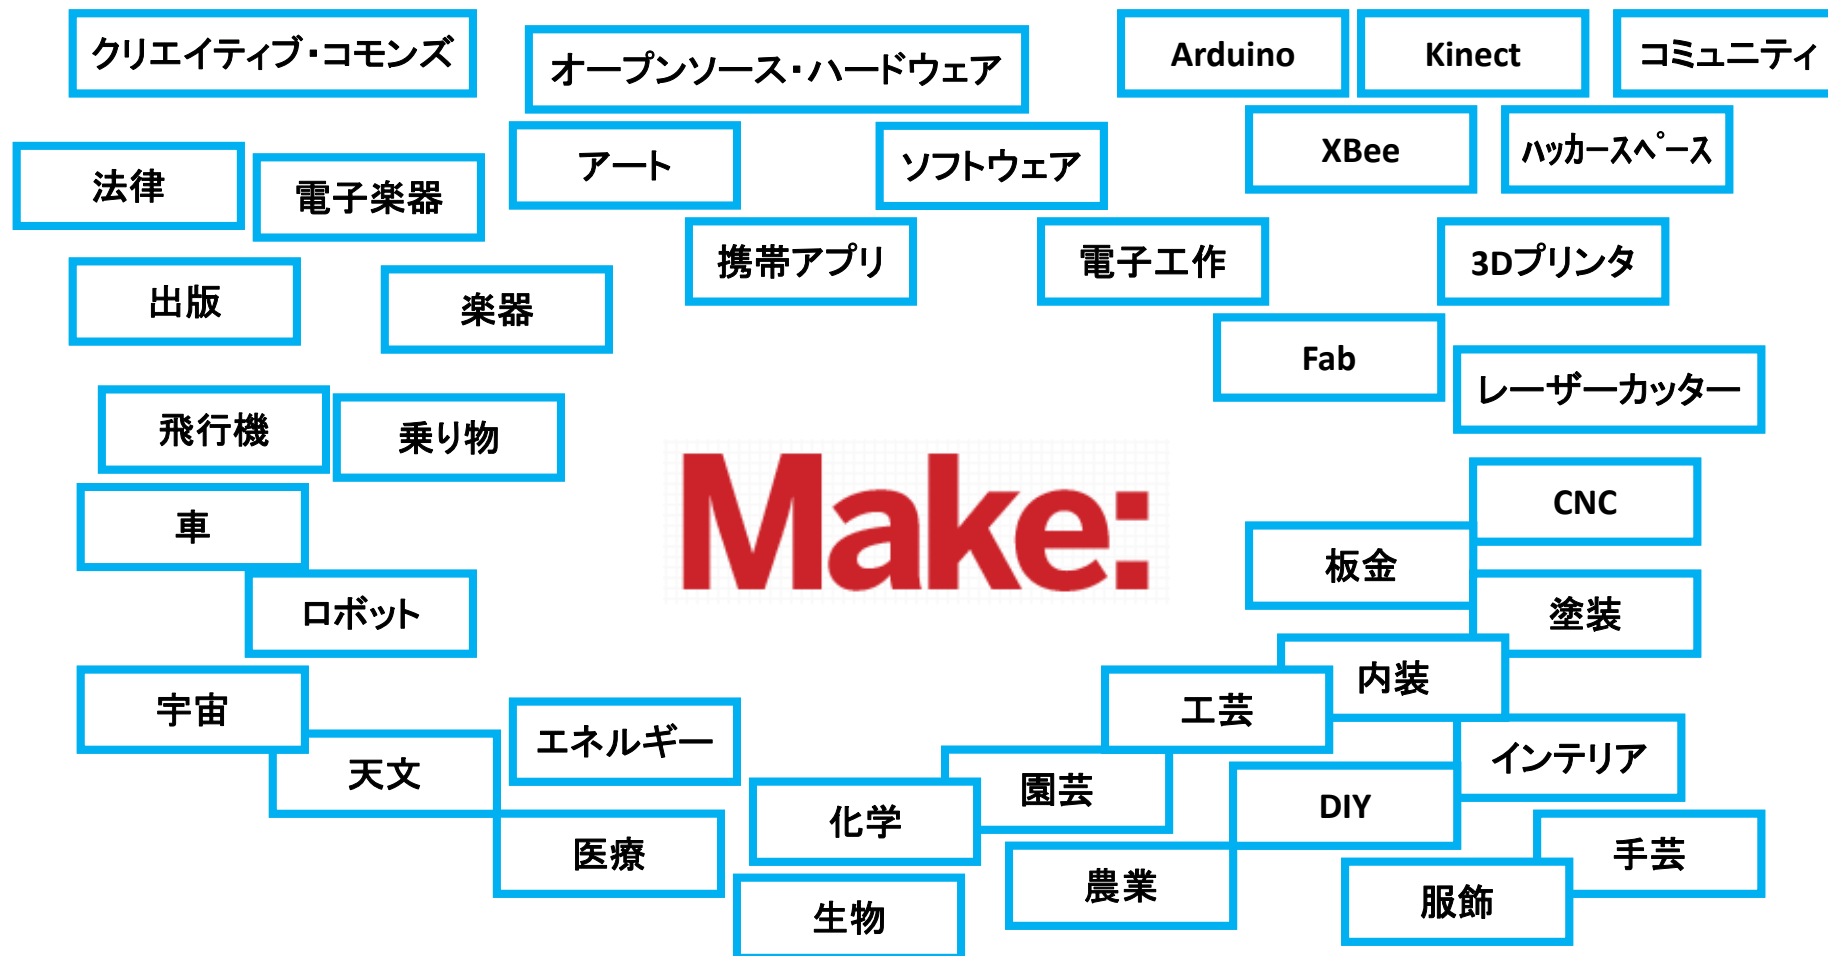 クリエイティブ・コモンズ
オープンソース・ハードウェア
Arduino
Kinect
コミュニティ
法律
電子楽器
アート
ソフトウェア
XBee
ハッカースペース
出版
楽器
携帯アプリ
電子工作
3Dプリンタ
Fab
レーザーカッター
飛行機
乗り物
Make:
CNC
車
板金
ロボット
塗装
宇宙
内装
工芸
天文
エネルギー
園芸
インテリア
化学
DIY
医療
農業
手芸
生物
服飾